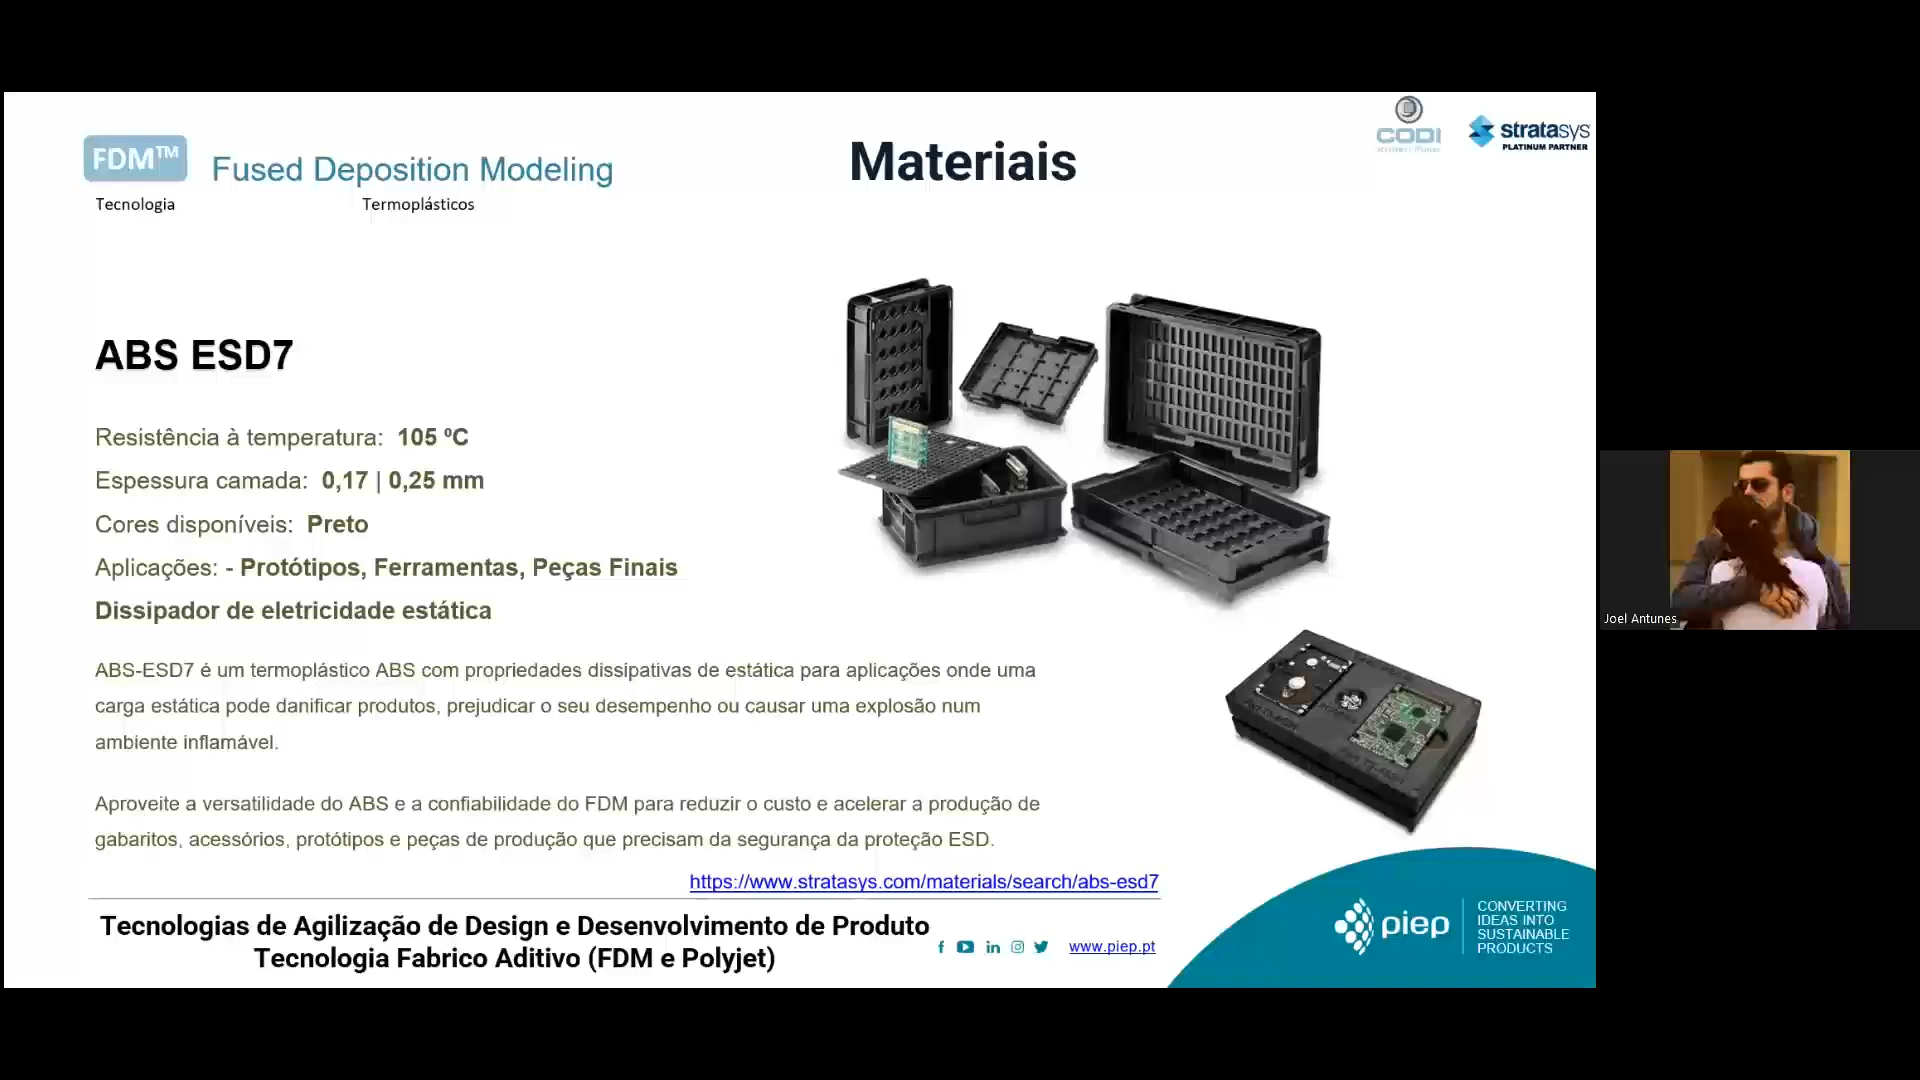 FDM™
Fused Deposition Modeling
Tecnologia
Termoplásticos
Materiais
CODI
stratasys
PLATINUM PARTNER
ABS ESD7
Resistência à temperatura: 105 ºC
Espessura camada: 0,17 | 0,25 mm
Cores disponíveis: Preto
Aplicações: - Protótipos, Ferramentas, Peças Finais
Dissipador de eletricidade estática
ABS-ESD7 é um termoplástico ABS com propriedades dissipativas de estática para aplicações onde uma
carga estática pode danificar produtos, prejudicar o seu desempenho ou causar uma explosão num
ambiente inflamável.
Aproveite a versatilidade do ABS e a confiabilidade do FDM para reduzir o custo e acelerar a produção de
gabaritos, acessórios, protótipos e peças de produção que precisam da segurança da proteção ESD.
https://www.stratasys.com/materials/search/abs-esd7
Tecnologias de Agilização de Design e Desenvolvimento de Produto
Tecnologia Fabrico Aditivo (FDM e Polyjet)
www.piep.pt
piep
CONVERTING
IDEAS INTO
SUSTAINABLE
PRODUCTS
Joel Antunes